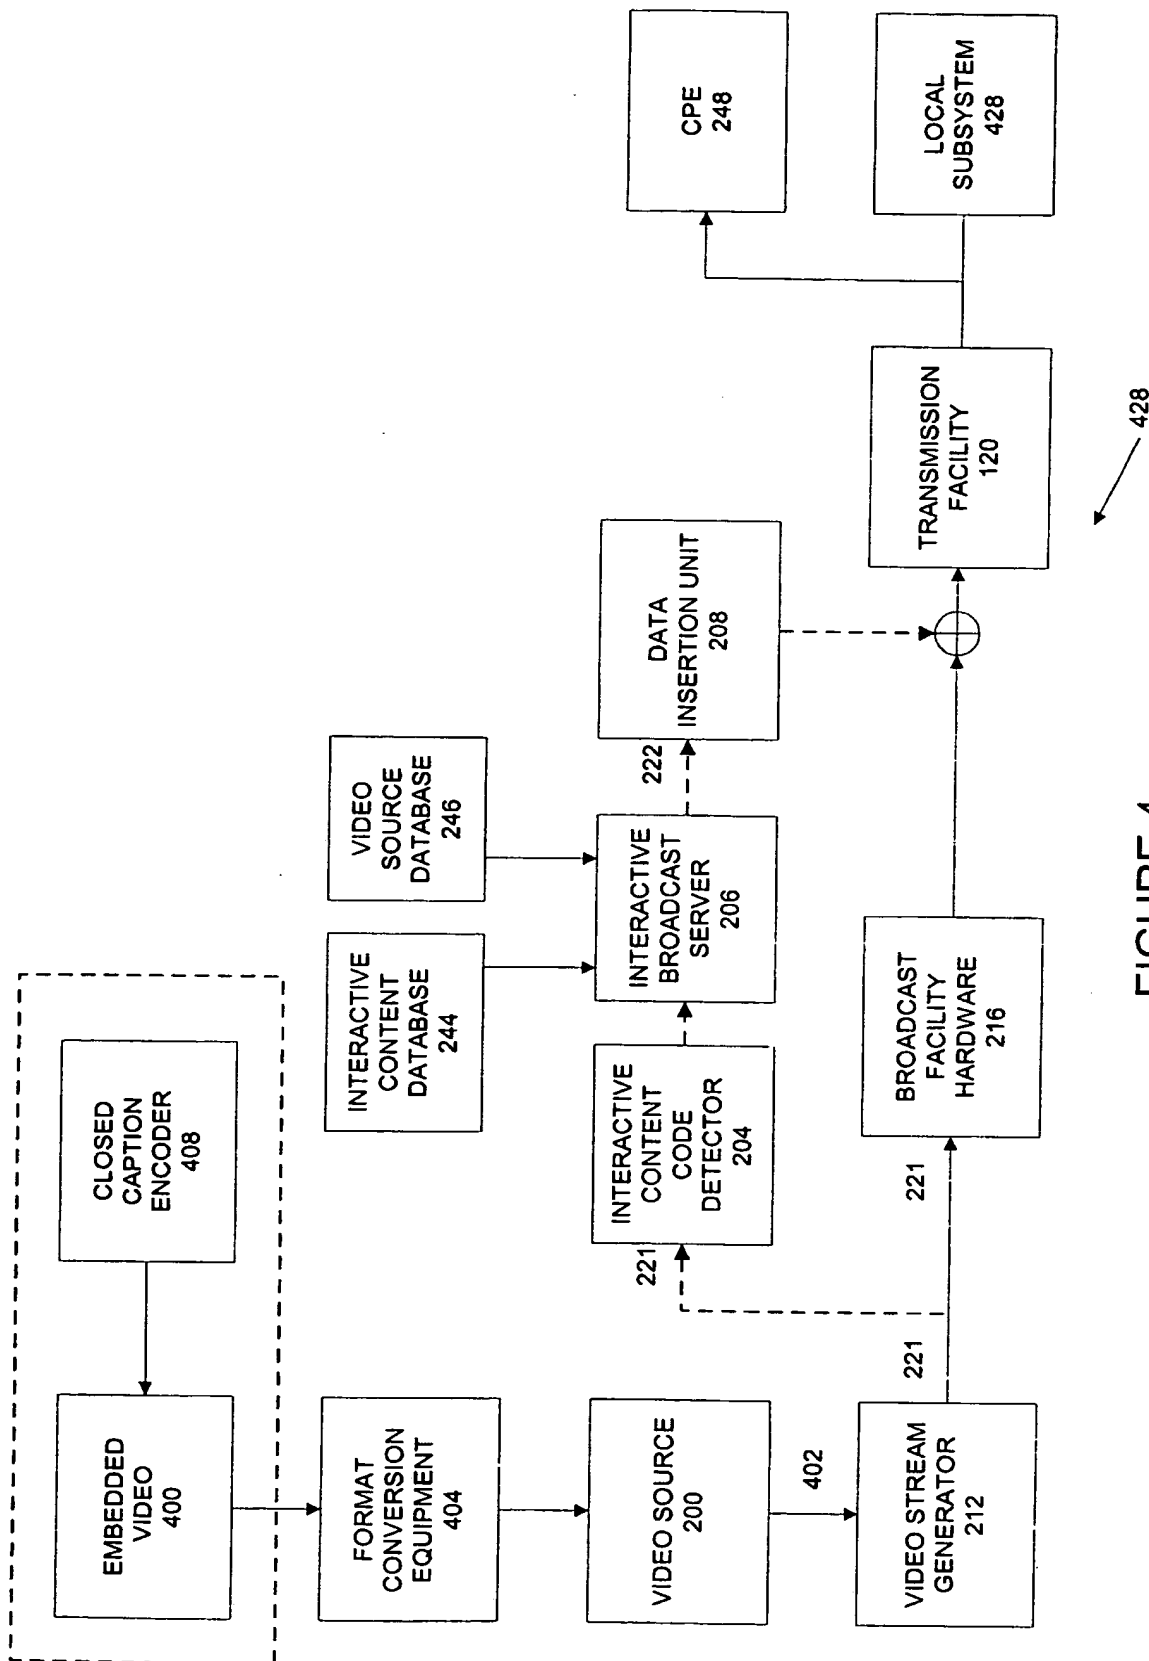 CLOSED
CAPTION
ENCODER
408
EMBEDDED
VIDEO
400
FORMAT
CONVERSION
EQUIPMENT
404
VIDEO SOURCE
200
402
VIDEO STREAM
GENERATOR
212
221
221
221
INTERACTIVE
CONTENT
CODE
DETECTOR
204
INTERACTIVE
CONTENT
DATABASE
244
VIDEO
SOURCE
DATABASE
246
INTERACTIVE
BROADCAST
SERVER
206
222
DATA
INSERTION UNIT
208
BROADCAST
FACILITY
HARDWARE
216
TRANSMISSION
FACILITY
120
CPE
248
LOCAL
SUBSYSTEM
428
428
FIGURE 4